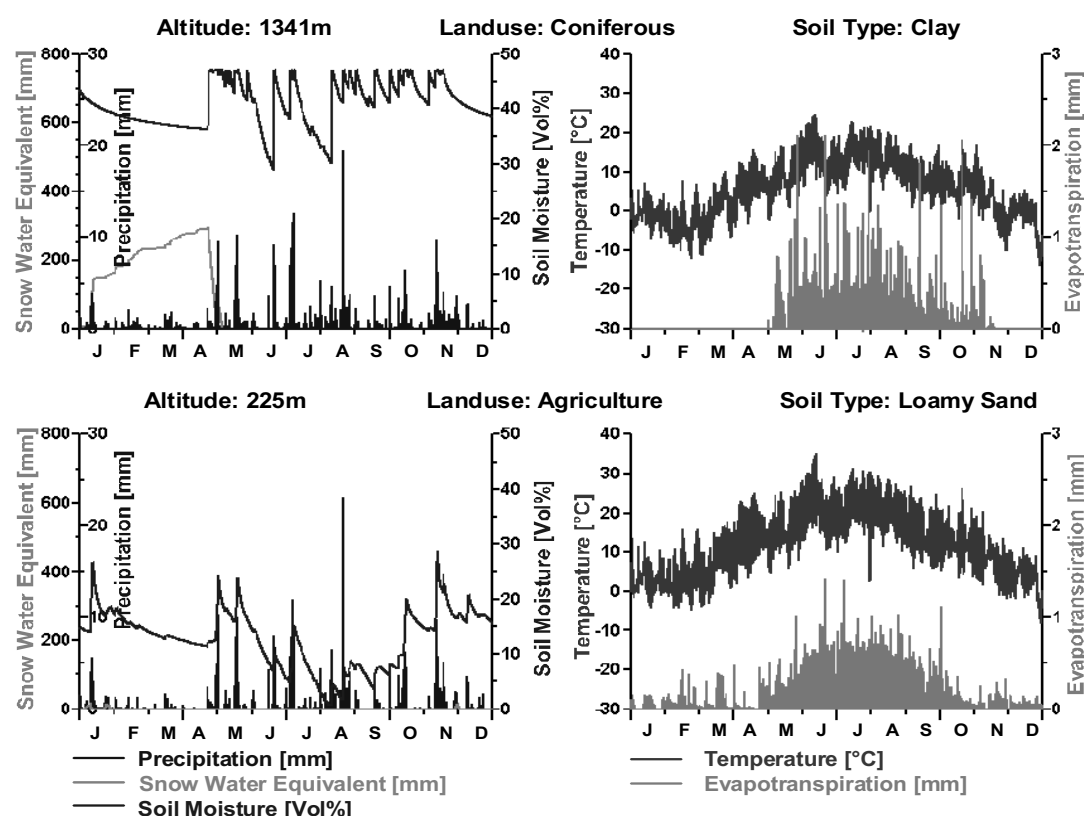 Altitude: 1341m Landuse: Coniferous Soil Type: Clay
Snow Water Equivalent [mm]
800
600
400
200
0
30
20
10
0
Precipitation [mm]
50
40
30
20
10
0
Soil Moisture [Vol%]
J F M A M J J A S O N D
Temperature [°C]
40
30
20
10
0
-10
-20
-30
3
2
1
0
Evapotranspiration [mm]
J F M A M J J A S O N D
Altitude: 225m Landuse: Agriculture Soil Type: Loamy Sand
Snow Water Equivalent [mm]
800
600
400
200
0
30
20
10
0
Precipitation [mm]
50
40
30
20
10
0
Soil Moisture [Vol%]
J F M A M J J A S O N D
Temperature [°C]
40
30
20
10
0
-10
-20
-30
3
2
1
0
Evapotranspiration [mm]
J F M A M J J A S O N D
Precipitation [mm]
Snow Water Equivalent [mm]
Soil Moisture [Vol%]
Temperature [°C]
Evapotranspiration [mm]